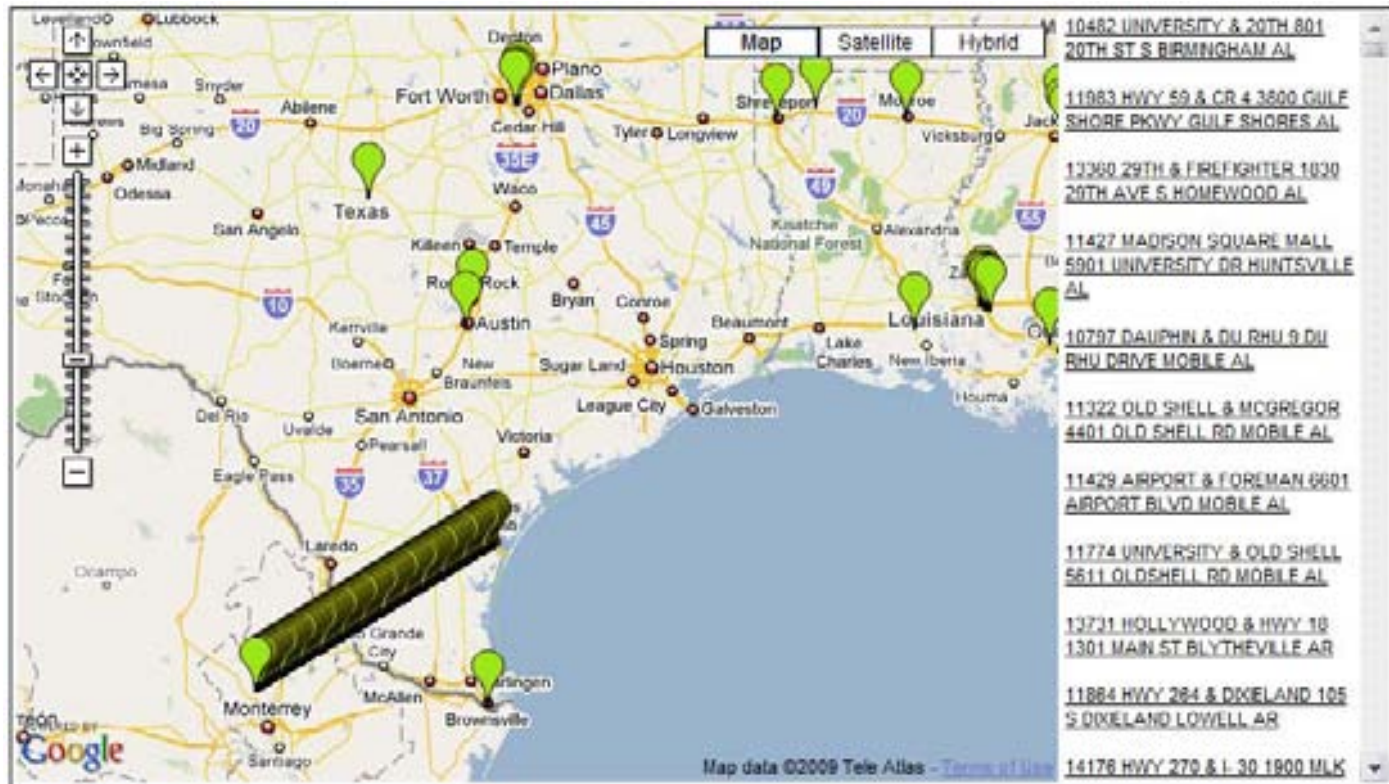 Levelland
Lubbock
Brownfield
Denton
Map
Satellite
Hybrid
Plano
Fort Worth
Dallas
Snyder
Abilene
20
Cedar Hill
Tyler
Longview
20
Monroe
Vicksburg
Big Spring
Midland
Odessa
35E
Waco
Texas
San Angelo
45
49
Kisatchie
National Forest
Alexandria
55
Killeen
Temple
Rock
Bryan
Conroe
Beaumont
Louisiana
10
Austin
Kerrville
Spring
Lake
Charles
New Iberia
Boerne
New
Braunfels
Sugar Land
Houston
League City
Galveston
Houma
San Antonio
Del Rio
Uvalde
Pearsall
Victoria
Eagle Pass
35
37
Laredo
Ocampo
Grande
City
McAllen
Brownsville
Monterrey
Santiago
POWERED BY
Google
Map data ©2009 Tele Atlas - Terms of Use
10482 UNIVERSITY & 20TH 801
20TH ST S BIRMINGHAM AL
11983 HWY 59 & CR 4 3800 GULF
SHORE PKWY GULF SHORES AL
13360 29TH & FIREFIGHTER 1030
29TH AVE S HOMEWOOD AL
11427 MADISON SQUARE MALL
5901 UNIVERSITY DR HUNTSVILLE
AL
10797 DAUPHIN & DU RHU 9 DU
RHU DRIVE MOBILE AL
11322 OLD SHELL & MCGREGOR
4401 OLD SHELL RD MOBILE AL
11429 AIRPORT & FOREMAN 6601
AIRPORT BLVD MOBILE AL
11774 UNIVERSITY & OLD SHELL
5611 OLDSHELL RD MOBILE AL
13731 HOLLYWOOD & HWY 18
1301 MAIN ST BLYTHEVILLE AR
11864 HWY 264 & DIXIELAND 105
S DIXIELAND LOWELL AR
14176 HWY 270 & I- 30 1900 MLK